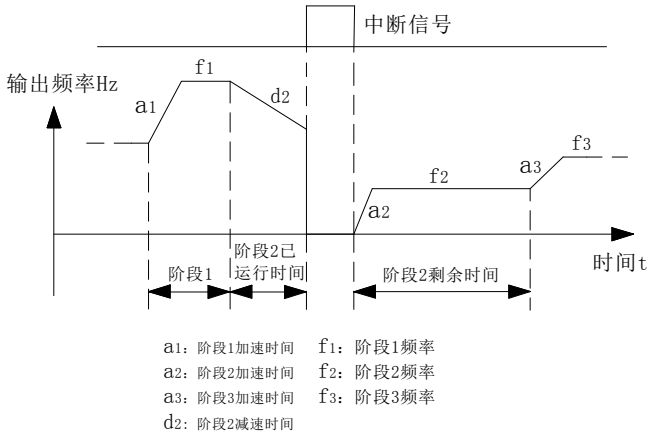 中断信号
输出频率Hz
f1
a1
d2
a2
f2
a3
f3
阶段1
阶段2已
运行时间
阶段2剩余时间
时间t
a1: 阶段1加速时间 f1: 阶段1频率
a2: 阶段2加速时间 f2: 阶段2频率
a3: 阶段3加速时间 f3: 阶段3频率
d2: 阶段2减速时间